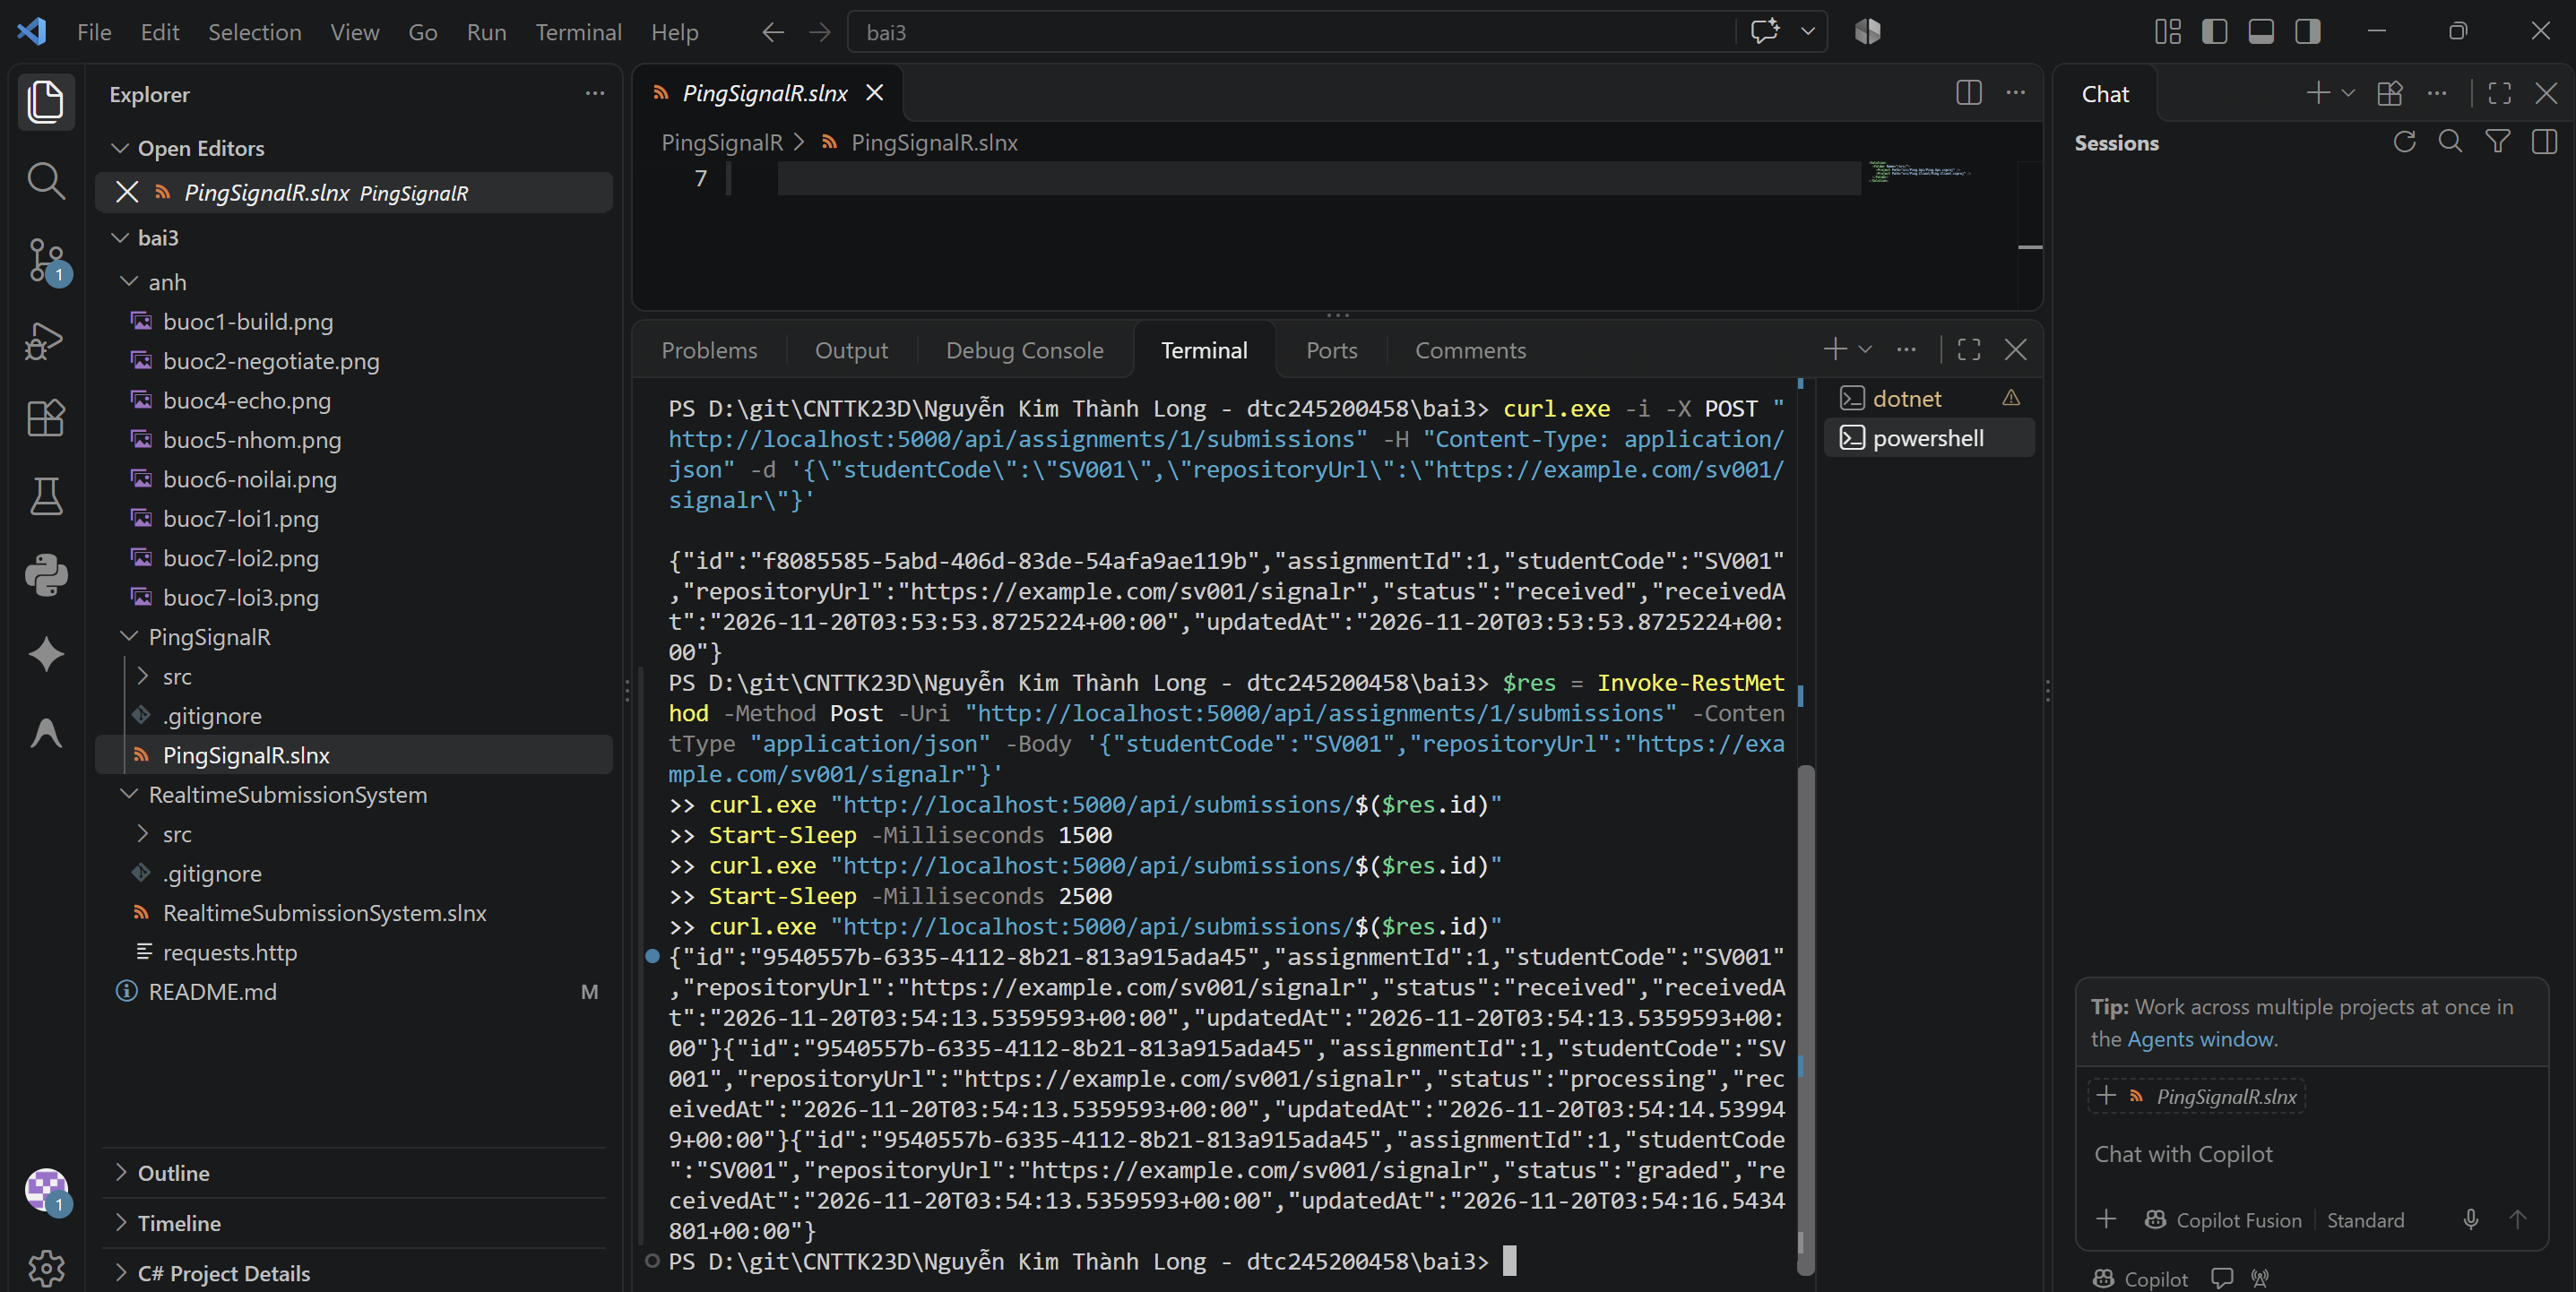 File Edit Selection View Go Run Terminal Help
bai3
Explorer
Open Editors
PingSignalR.slnx PingSignalR
bai3
anh
buoc1-build.png
buoc2-negotiate.png
buoc4-echo.png
buoc5-nhom.png
buoc6-noilai.png
buoc7-loi1.png
buoc7-loi2.png
buoc7-loi3.png
PingSignalR
src
.gitignore
PingSignalR.slnx
RealtimeSubmissionSystem
src
.gitignore
RealtimeSubmissionSystem.slnx
requests.http
README.md M
Outline
Timeline
C# Project Details
1
1
PingSignalR.slnx
PingSignalR > PingSignalR.slnx
7
Problems Output Debug Console Terminal Ports Comments
PS D:\git\CNTTK23D\Nguyễn Kim Thành Long - dtc245200458\bai3> curl.exe -i -X POST "
http://localhost:5000/api/assignments/1/submissions" -H "Content-Type: application/
json" -d '{\"studentCode\":\"SV001\",\"repositoryUrl\":\"https://example.com/sv001/
signalr\"}'
{"id":"f8085585-5abd-406d-83de-54afa9ae119b","assignmentId":1,"studentCode":"SV001"
,"repositoryUrl":"https://example.com/sv001/signalr","status":"received","receivedA
t":"2026-11-20T03:53:53.8725224+00:00","updatedAt":"2026-11-20T03:53:53.8725224+00:
00"}
PS D:\git\CNTTK23D\Nguyễn Kim Thành Long - dtc245200458\bai3> $res = Invoke-RestMet
hod -Method Post -Uri "http://localhost:5000/api/assignments/1/submissions" -Conten
tType "application/json" -Body '{"studentCode":"SV001","repositoryUrl":"https://exa
mple.com/sv001/signalr"}'
>> curl.exe "http://localhost:5000/api/submissions/$($res.id)"
>> Start-Sleep -Milliseconds 1500
>> curl.exe "http://localhost:5000/api/submissions/$($res.id)"
>> Start-Sleep -Milliseconds 2500
>> curl.exe "http://localhost:5000/api/submissions/$($res.id)"
{"id":"9540557b-6335-4112-8b21-813a915ada45","assignmentId":1,"studentCode":"SV001"
,"repositoryUrl":"https://example.com/sv001/signalr","status":"received","receivedA
t":"2026-11-20T03:54:13.5359593+00:00","updatedAt":"2026-11-20T03:54:13.5359593+00:
00"}{"id":"9540557b-6335-4112-8b21-813a915ada45","assignmentId":1,"studentCode":"SV
001","repositoryUrl":"https://example.com/sv001/signalr","status":"processing","rec
eivedAt":"2026-11-20T03:54:13.5359593+00:00","updatedAt":"2026-11-20T03:54:14.53994
9+00:00"}{"id":"9540557b-6335-4112-8b21-813a915ada45","assignmentId":1,"studentCode
":"SV001","repositoryUrl":"https://example.com/sv001/signalr","status":"graded","re
ceivedAt":"2026-11-20T03:54:13.5359593+00:00","updatedAt":"2026-11-20T03:54:16.5434
801+00:00"}
PS D:\git\CNTTK23D\Nguyễn Kim Thành Long - dtc245200458\bai3>
dotnet
powershell
Chat
Sessions
Tip: Work across multiple projects at once in
the Agents window.
PingSignalR.slnx
Chat with Copilot
Copilot Fusion Standard
Copilot